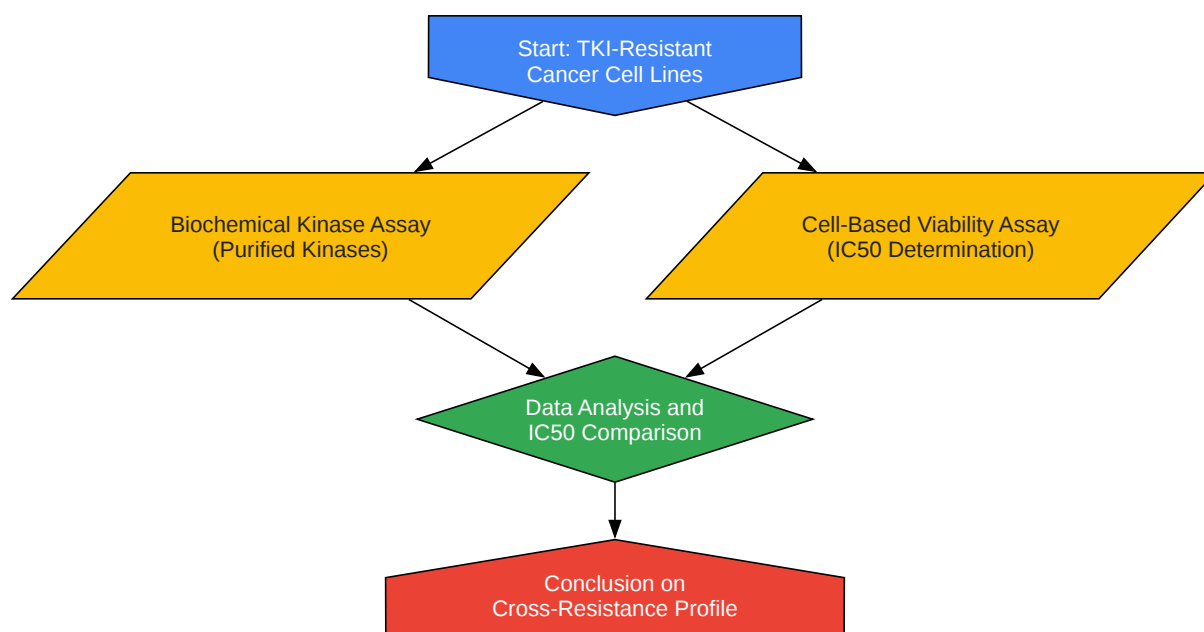 Start: TKI-Resistant
Cancer Cell Lines
Biochemical Kinase Assay
(Purified Kinases)
Cell-Based Viability Assay
(IC50 Determination)
Data Analysis and
IC50 Comparison
Conclusion on
Cross-Resistance Profile